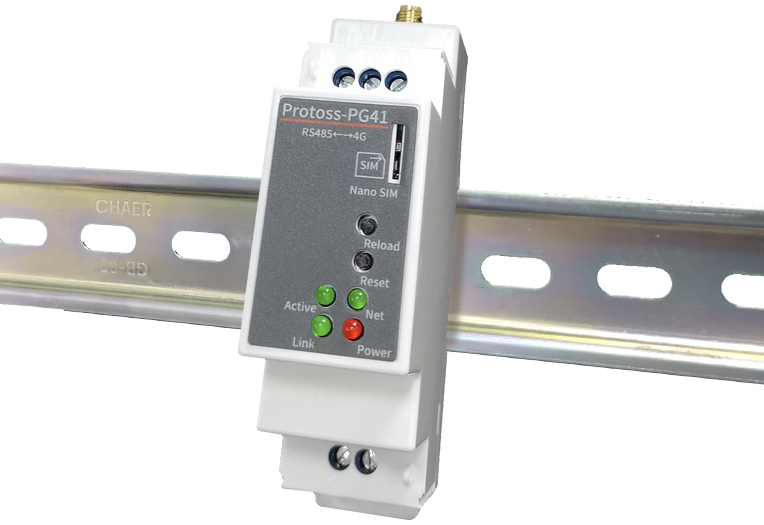 Protoss-PG41
RS485←→4G
SIM
Nano SIM
Reload
Reset
Active
Net
Link
Power
CHAER